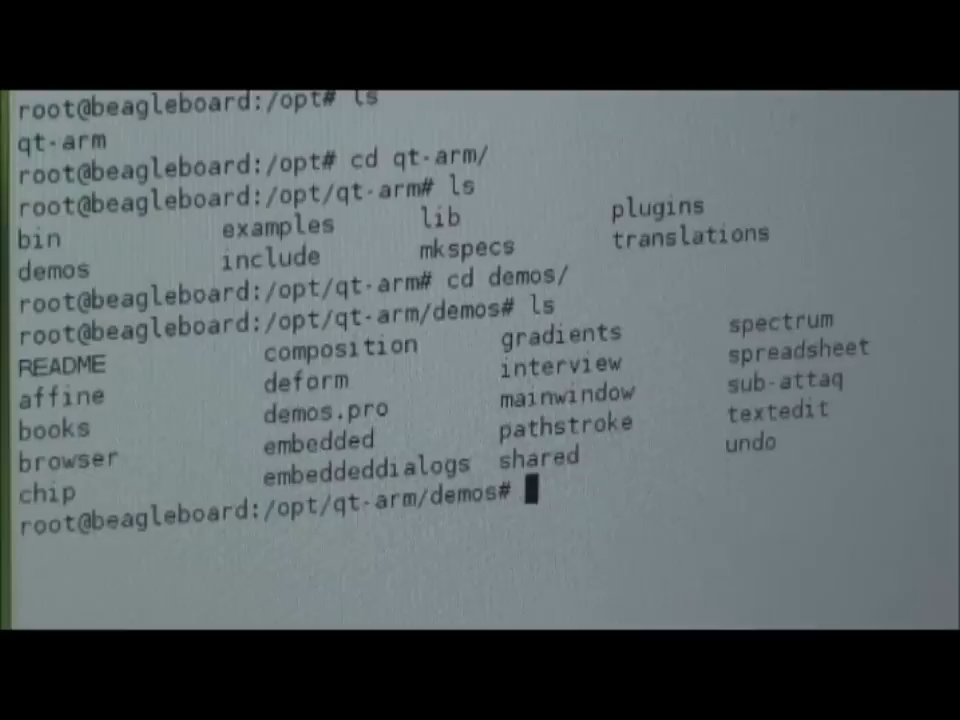 root@beagleboard:/opt# ls
qt-arm
root@beagleboard:/opt# cd qt-arm/
root@beagleboard:/opt/qt-arm# ls
bin examples lib plugins
demos include mkspecs translations
root@beagleboard:/opt/qt-arm# cd demos/
root@beagleboard:/opt/qt-arm/demos# ls
README composition gradients spectrum
affine deform interview spreadsheet
books demos.pro mainwindow sub-attaq
browser embedded pathstroke textedit
chip embeddeddialogs shared undo
root@beagleboard:/opt/qt-arm/demos#